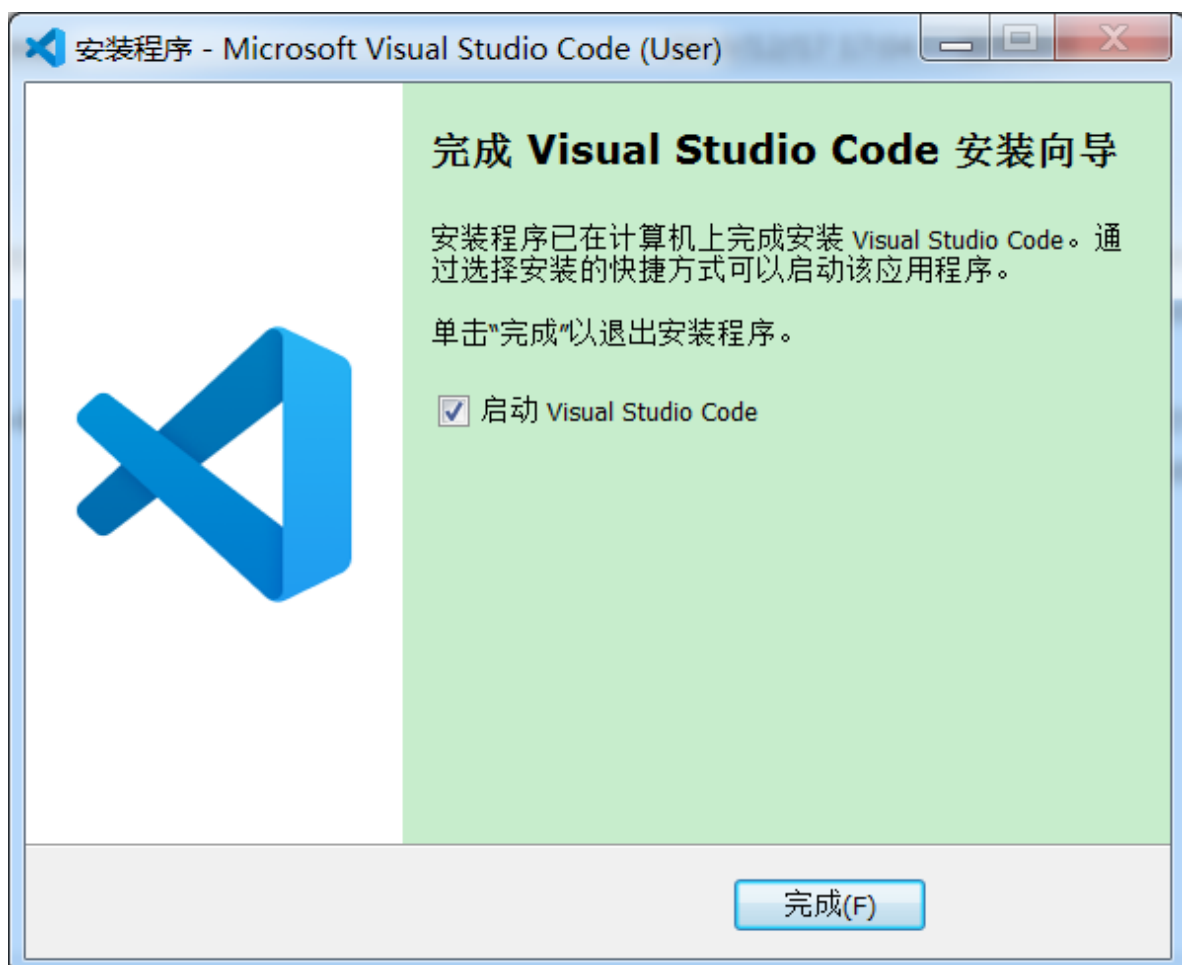 安装程序 - Microsoft Visual Studio Code (User)
完成 Visual Studio Code 安装向导
安装程序已在计算机上完成安装 Visual Studio Code。通
过选择安装的快捷方式可以启动该应用程序。
单击“完成”以退出安装程序。
启动 Visual Studio Code
完成(F)